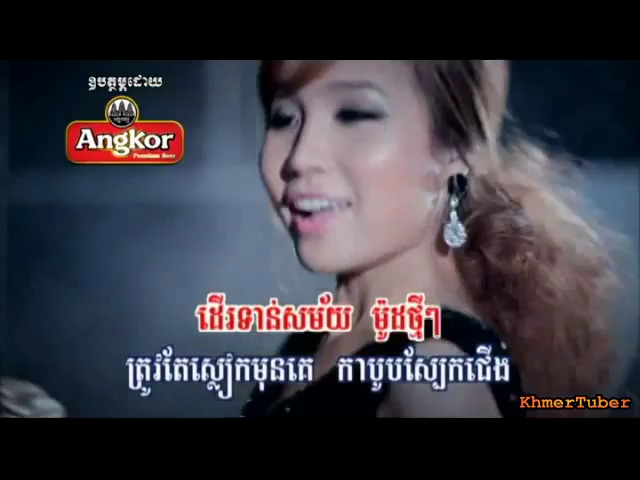 ឧបត្ថម្ភដោយ
Angkor
Premium Beer
ដើរទាន់សម័យ ម៉ូដថ្មីៗ
ត្រូវតែស្លៀកមុនគេ កាបូបស្បែកជើង
KhmerTuber